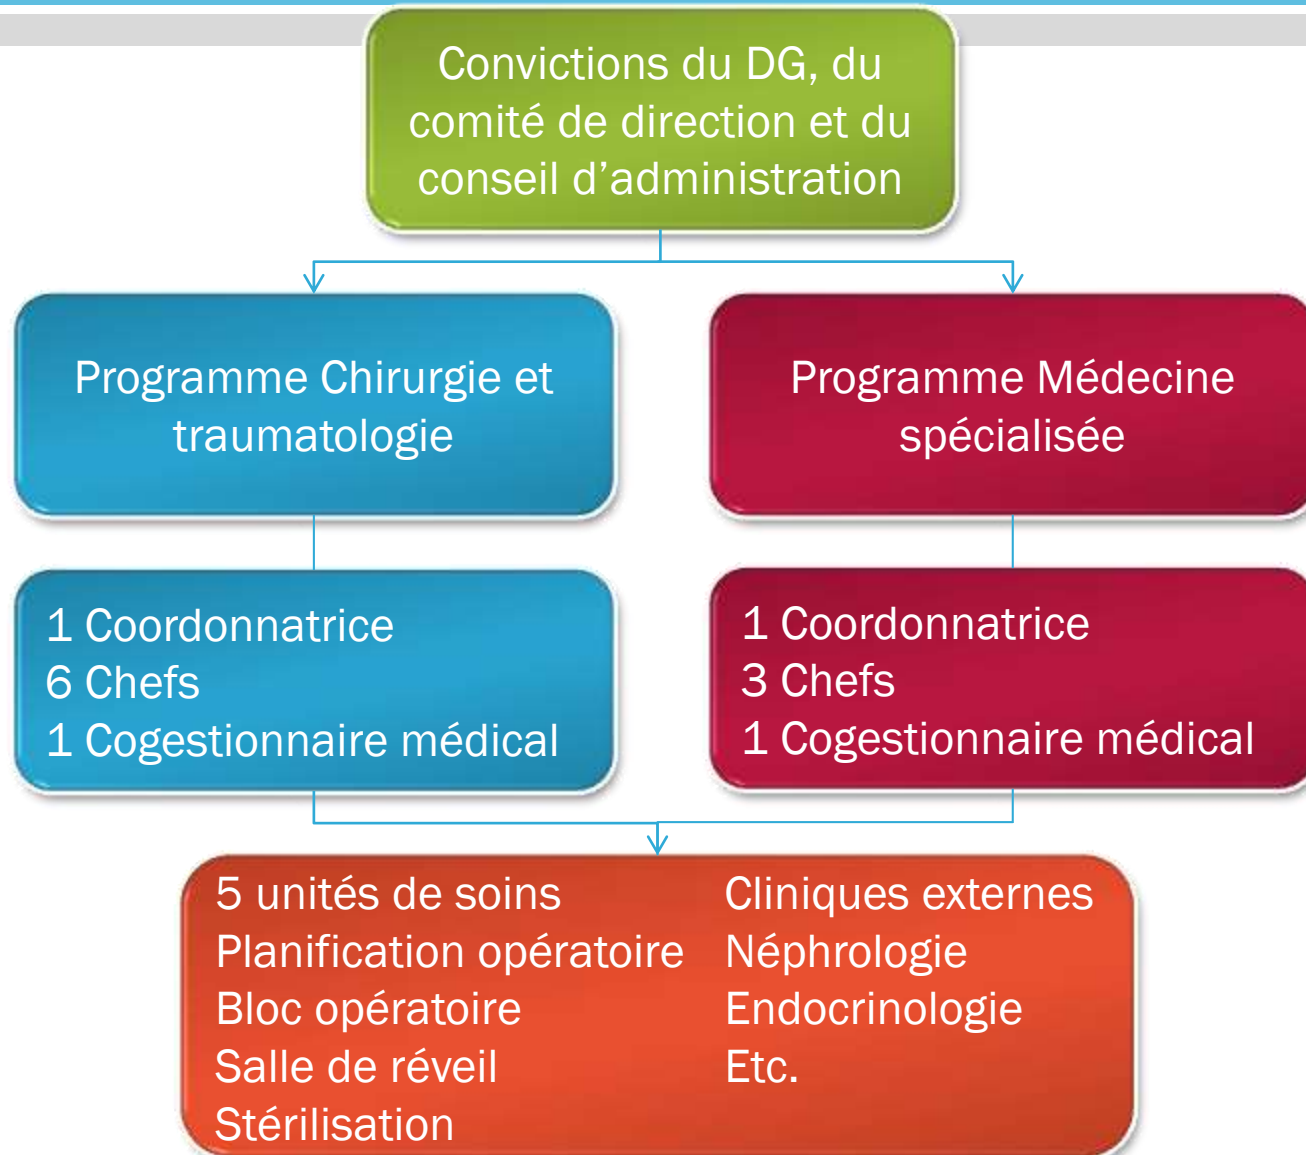 Convictions du DG, du
comité de direction et du
conseil d’administration
Programme Chirurgie et
traumatologie
Programme Médecine
spécialisée
1 Coordonnatrice
6 Chefs
1 Cogestionnaire médical
1 Coordonnatrice
3 Chefs
1 Cogestionnaire médical
5 unités de soins
Planification opératoire
Bloc opératoire
Salle de réveil
Stérilisation
Cliniques externes
Néphrologie
Endocrinologie
Etc.